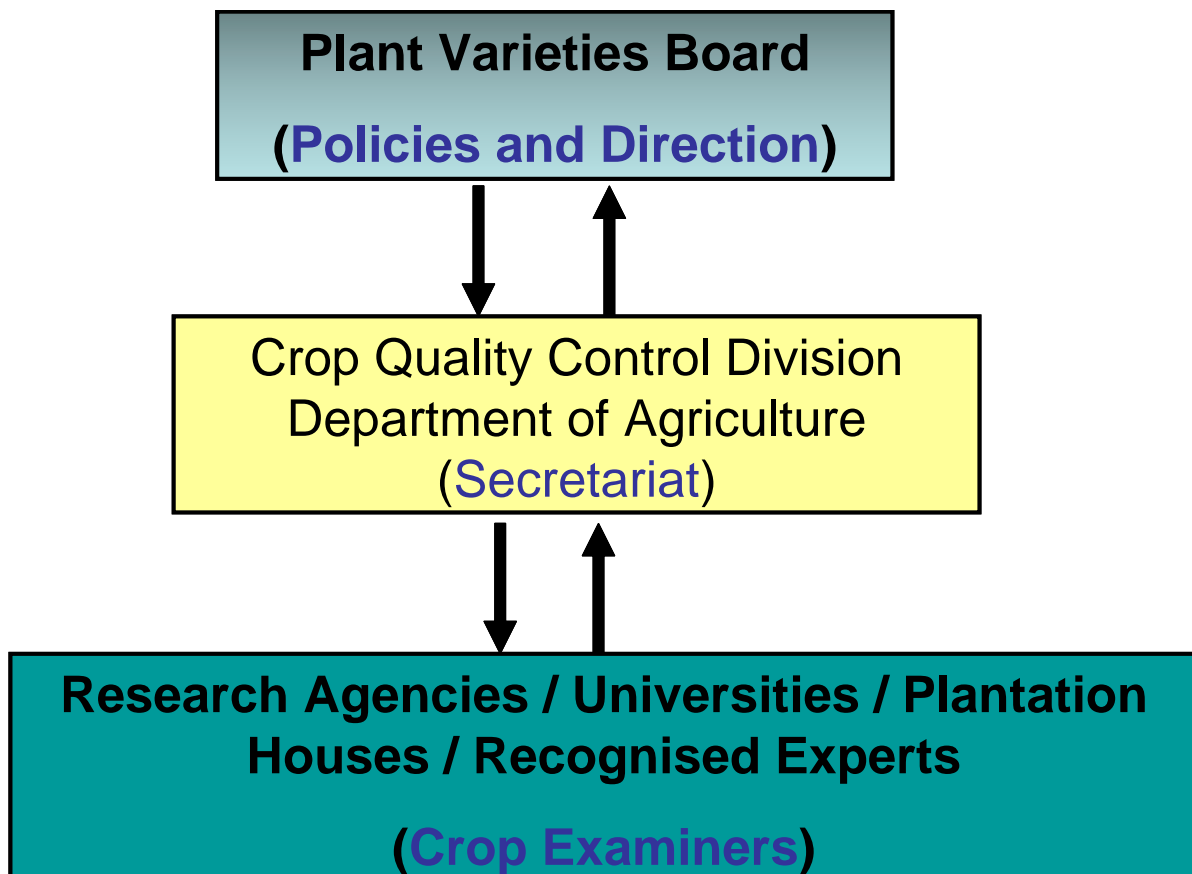 Plant Varieties Board
(Policies and Direction)
Crop Quality Control Division
Department of Agriculture
(Secretariat)
Research Agencies / Universities / Plantation
Houses / Recognised Experts
(Crop Examiners)